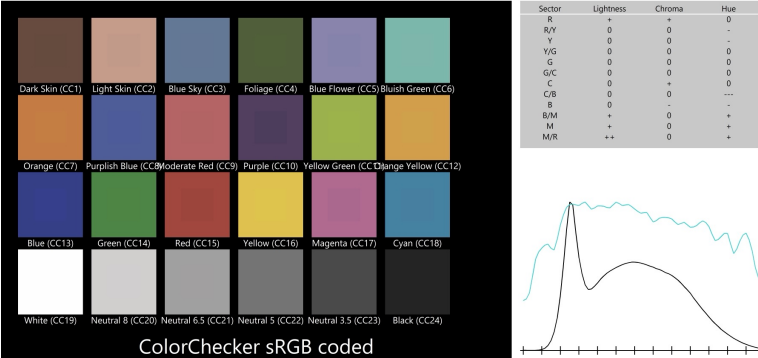 Dark Skin (CC1) Light Skin (CC2) Blue Sky (CC3) Foliage (CC4) Blue Flower (CC5) Bluish Green (CC6)
Orange (CC7) Purplish Blue (CC8) Moderate Red (CC9) Purple (CC10) Yellow Green (CC11) Orange Yellow (CC12)
Blue (CC13) Green (CC14) Red (CC15) Yellow (CC16) Magenta (CC17) Cyan (CC18)
White (CC19) Neutral 8 (CC20) Neutral 6.5 (CC21) Neutral 5 (CC22) Neutral 3.5 (CC23) Black (CC24)
ColorChecker sRGB coded
Sector Lightness Chroma Hue
R + + 0
R/Y 0 0 -
Y 0 0 -
Y/G 0 0 0
G 0 0 0
G/C 0 0 0
C 0 + 0
C/B 0 0 ---
B 0 - -
B/M + 0 +
M + 0 +
M/R ++ 0 +